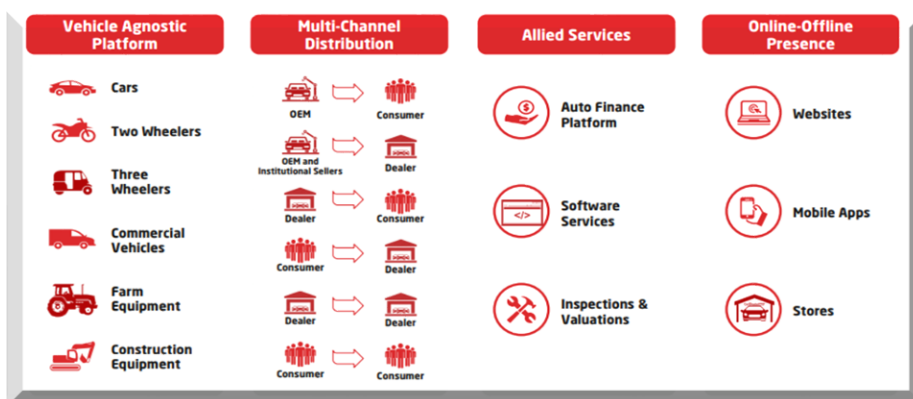 Vehicle Agnostic
Platform
Cars
Two Wheelers
Three
Wheelers
Commercial
Vehicles
Farm
Equipment
Construction
Equipment
Multi-Channel
Distribution
OEM
Consumer
OEM and
Institutional Sellers
Dealer
Dealer
Consumer
Consumer
Dealer
Dealer
Dealer
Consumer
Consumer
Allied Services
Auto Finance
Platform
$
Software
Services
</>
Inspections &
Valuations
Online-Offline
Presence
Websites
Mobile Apps
Stores